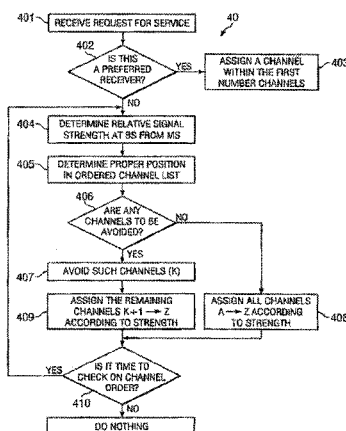 401
RECEIVE REQUEST FOR SERVICE
40
402
IS THIS
A PREFERRED
RECEIVER?
YES
ASSIGN A CHANNEL
WITHIN THE FIRST
NUMBER CHANNELS
403
NO
404
DETERMINE RELATIVE SIGNAL
STRENGTH AT BS FROM MS
405
DETERMINE PROPER POSITION
IN ORDERED CHANNEL LIST
406
ARE ANY
CHANNELS TO BE
AVOIDED?
NO
YES
407
AVOID SUCH CHANNELS (K)
409
ASSIGN THE REMAINING
CHANNELS K+1 → Z
ACCORDING TO STRENGTH
ASSIGN ALL CHANNELS
A → Z ACCORDING
TO STRENGTH
408
YES
IS IT TIME TO
CHECK ON CHANNEL
ORDER?
410
NO
DO NOTHING